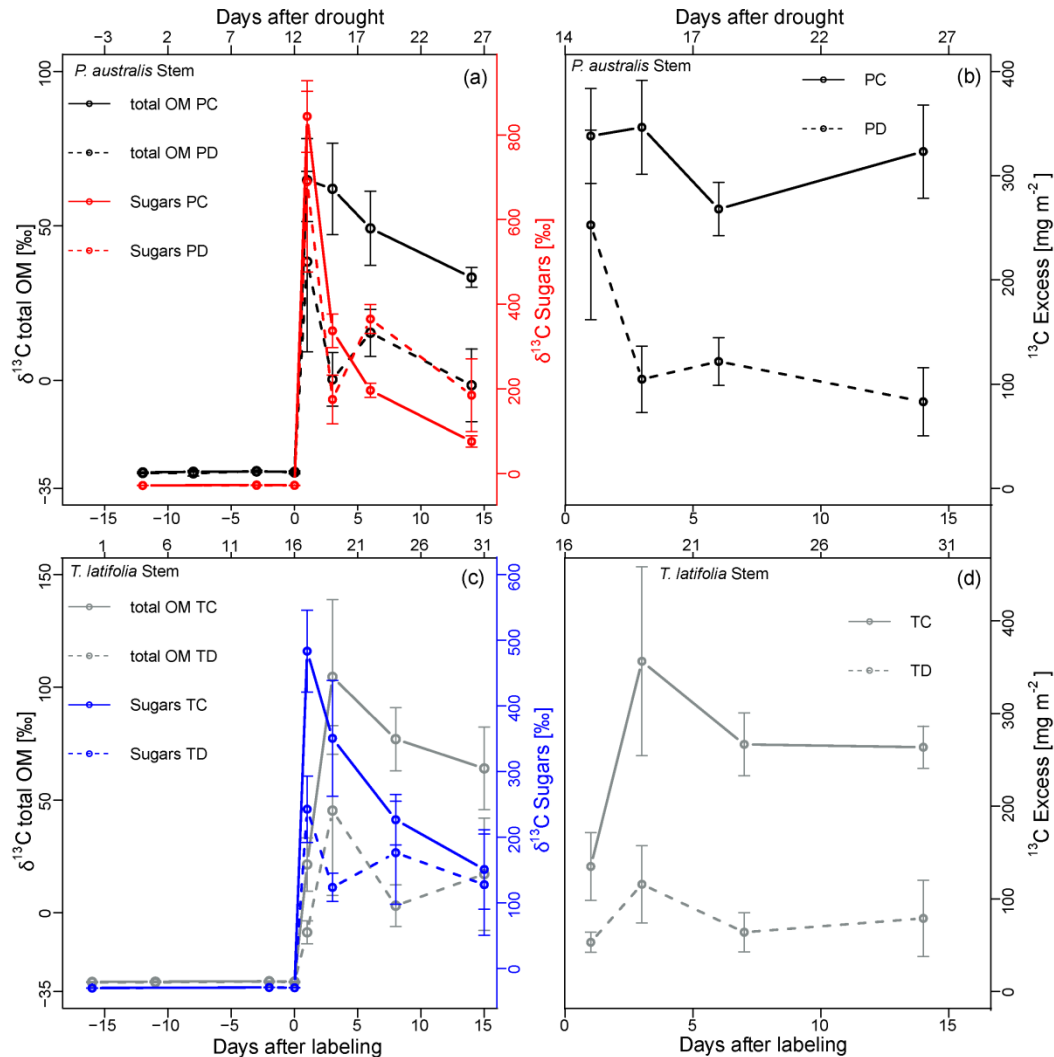 Days after drought
Days after drought
−3 2 7 12 17 22 27
14 18 22 26
P. australis Stem
(a)
total OM PC
total OM PD
Sugars PC
Sugars PD
δ¹³C total OM [‰]
100
50
0
−35
δ¹³C Sugars [‰]
800
600
400
200
0
−15 −10 −5 0 5 10 15
P. australis Stem
(b)
PC
PD
¹³C Excess [mg m⁻²]
400
300
200
100
0
0 5 10 15
1 6 11 16 21 26 31
16 21 26 31
T. latifolia Stem
(c)
total OM TC
total OM TD
Sugars TC
Sugars TD
δ¹³C total OM [‰]
150
100
50
0
−35
δ¹³C Sugars [‰]
600
500
400
300
200
100
0
−15 −10 −5 0 5 10 15
Days after labeling
T. latifolia Stem
(d)
TC
TD
¹³C Excess [mg m⁻²]
400
300
200
100
0
0 5 10 15
Days after labeling